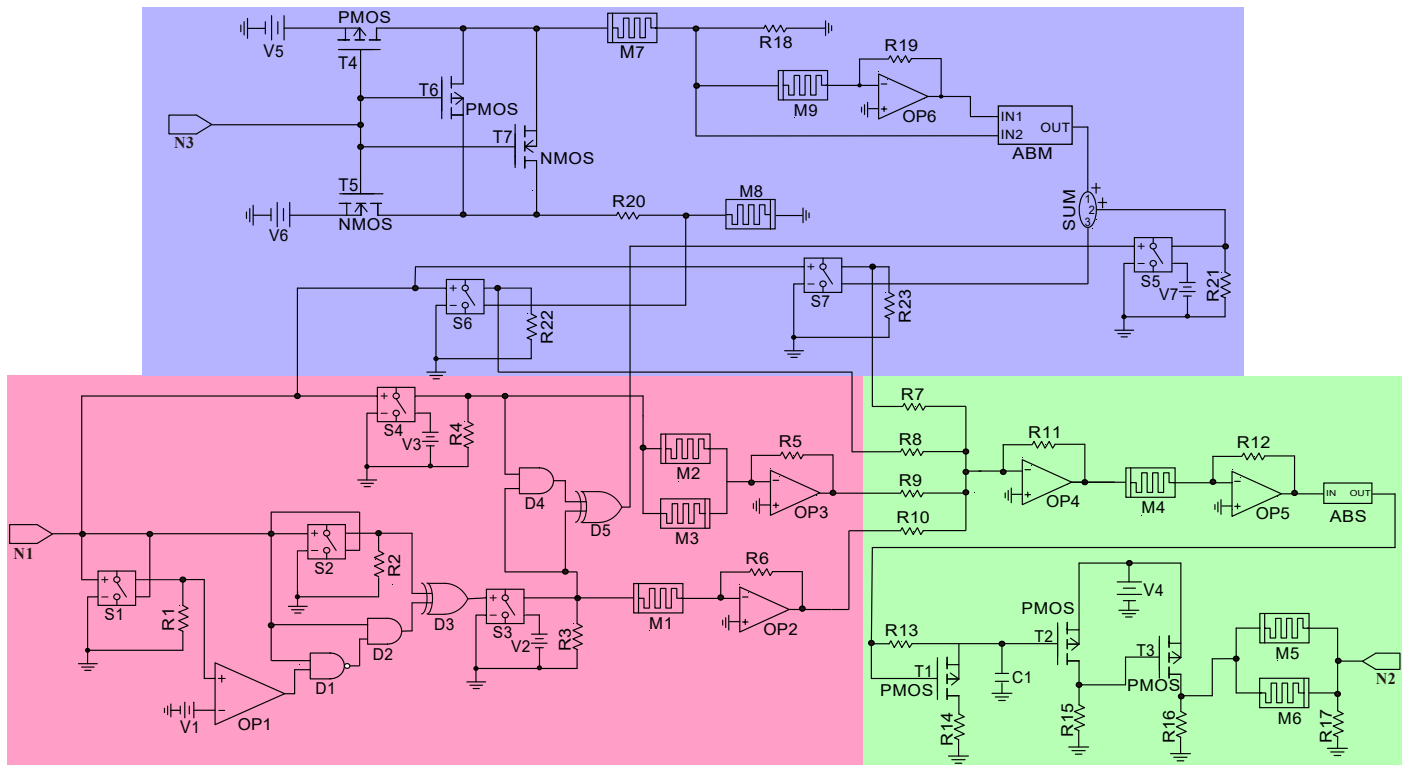 PMOS
V5
T4
M7
R18
R19
T6
PMOS
M9
OP6
N3
T7
NMOS
IN1
IN2
OUT
ABM
T5
NMOS
V6
R20
M8
SUM
+
1
2
3
+
S6
R22
S7
R23
S5
V7
R21
S4
V3
R4
M2
M3
R5
OP3
D4
D5
R7
R8
R9
R10
R11
OP4
M4
R12
OP5
IN OUT
ABS
N1
S1
R1
S2
R2
D3
D2
D1
V1
OP1
S3
V2
R3
M1
R6
OP2
R13
T1
PMOS
R14
C1
PMOS
T2
V4
R15
T3
PMOS
R16
M5
M6
N2
R17